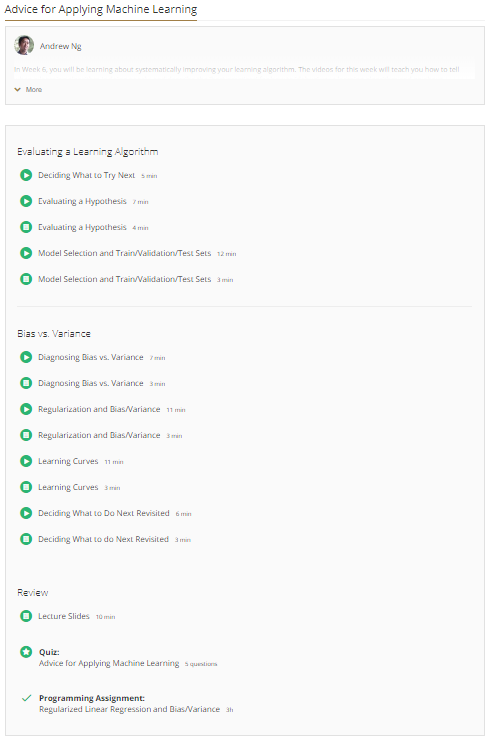 Advice for Applying Machine Learning
Andrew Ng
In Week 6, you will be learning about systematically improving your learning algorithm. The videos for this week will teach you how to tell
More
Evaluating a Learning Algorithm
Deciding What to Try Next 5 min
Evaluating a Hypothesis 7 min
Evaluating a Hypothesis 4 min
Model Selection and Train/Validation/Test Sets 12 min
Model Selection and Train/Validation/Test Sets 3 min
Bias vs. Variance
Diagnosing Bias vs. Variance 7 min
Diagnosing Bias vs. Variance 3 min
Regularization and Bias/Variance 11 min
Regularization and Bias/Variance 3 min
Learning Curves 11 min
Learning Curves 3 min
Deciding What to Do Next Revisited 6 min
Deciding What to do Next Revisited 3 min
Review
Lecture Slides 10 min
Quiz:
Advice for Applying Machine Learning 5 questions
Programming Assignment:
Regularized Linear Regression and Bias/Variance 3h